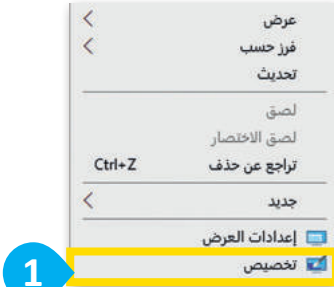 عرض
فرز حسب
تحديث
لصق
لصق الاختصار
تراجع عن حذف Ctrl+Z
جديد
إعدادات العرض
تخصيص
1